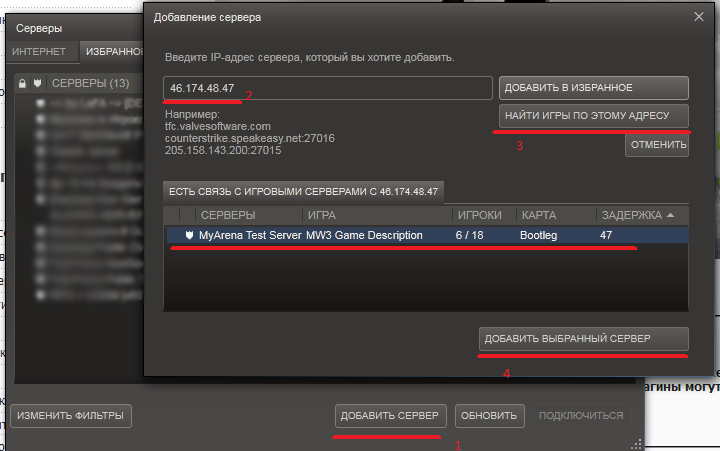 Серверы
ИНТЕРНЕТ
ИЗБРАННОЕ
СЕРВЕРЫ (13)
Добавление сервера
Введите IP-адрес сервера, который вы хотите добавить.
46.174.48.47
2
ДОБАВИТЬ В ИЗБРАННОЕ
Например:
tfc.valvesoftware.com
counterstrike.speakeasy.net:27016
205.158.143.200:27015
НАЙТИ ИГРЫ ПО ЭТОМУ АДРЕСУ
3
ОТМЕНИТЬ
ЕСТЬ СВЯЗЬ С ИГРОВЫМИ СЕРВЕРАМИ С 46.174.48.47
СЕРВЕРЫ ИГРА ИГРОКИ КАРТА ЗАДЕРЖКА
MyArena Test Server MW3 Game Description 6 / 18 Bootleg 47
ДОБАВИТЬ ВЫБРАННЫЙ СЕРВЕР
4
агины могут
ИЗМЕНИТЬ ФИЛЬТРЫ
ДОБАВИТЬ СЕРВЕР
ОБНОВИТЬ
ПОДКЛЮЧИТЬСЯ
1